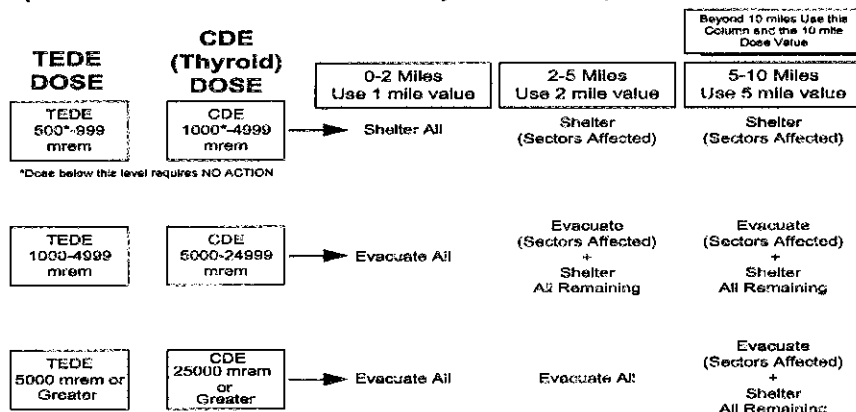 Beyond 10 miles Use this
Column and the 10 mile
Dose Value
TEDE
DOSE
CDE
(Thyroid)
DOSE
0-2 Miles
Use 1 mile value
2-5 Miles
Use 2 mile value
5-10 Miles
Use 5 mile value
TEDE
500*-999
mrem
CDE
1000*-4999
mrem
Shelter All
Shelter
(Sectors Affected)
Shelter
(Sectors Affected)
*Dose below this level requires NO ACTION
TEDE
1000-4999
mrem
CDE
5000-24999
mrem
Evacuate All
Evacuate
(Sectors Affected)
+
Shelter
All Remaining
Evacuate
(Sectors Affected)
+
Shelter
All Remaining
TEDE
5000 mrem or
Greater
CDE
25000 mrem
or
Greater
Evacuate All
Evacuate All
Evacuate
(Sectors Affected)
+
Shelter
All Remaining